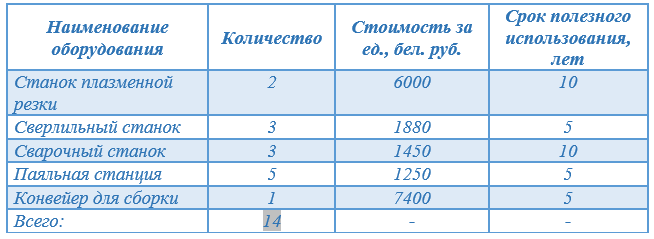 Наименование оборудования | Количество | Стоимость за ед., бел. руб. | Срок полезного использования, лет
Станок плазменной резки | 2 | 6000 | 10
Сверлильный станок | 3 | 1880 | 5
Сварочный станок | 3 | 1450 | 10
Паяльная станция | 5 | 1250 | 5
Конвейер для сборки | 1 | 7400 | 5
Всего: | 14 | - | -